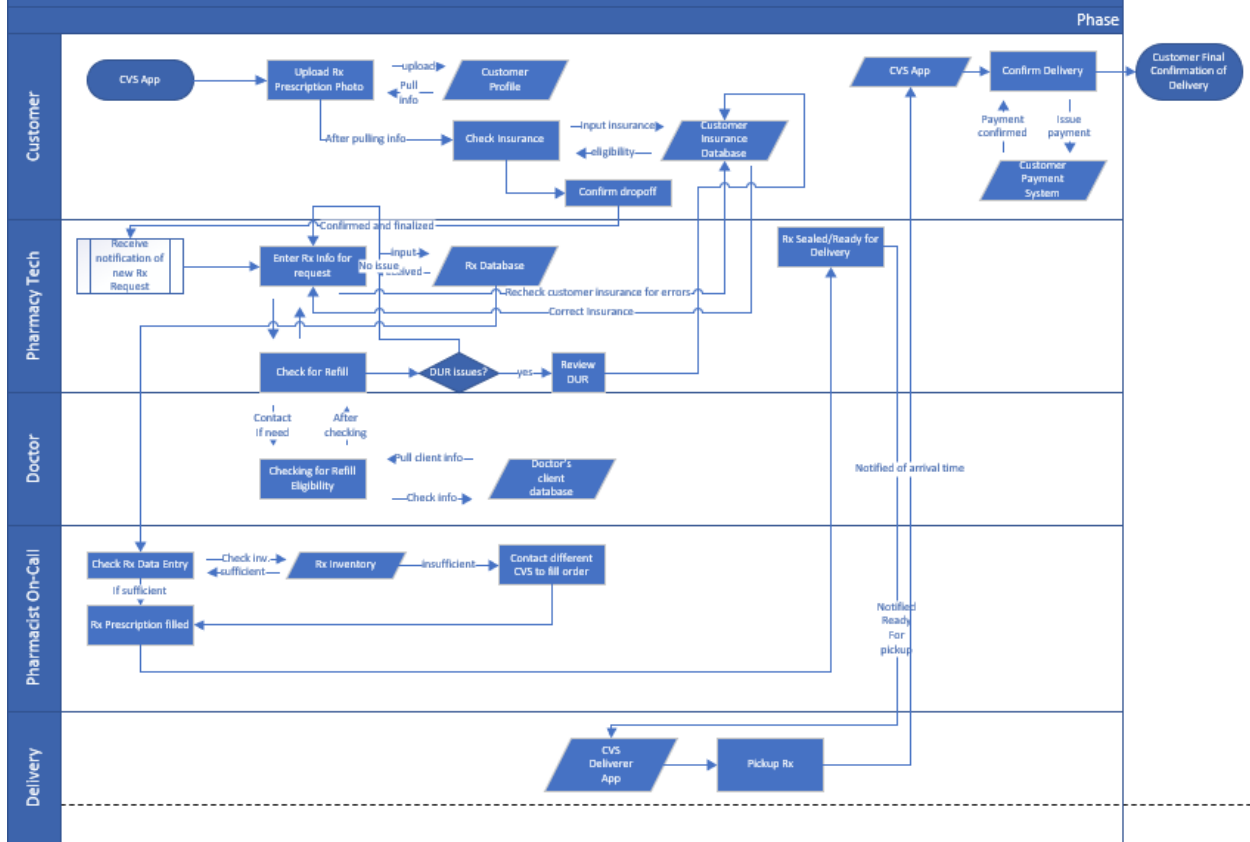 Phase
Customer
CVS App
Upload Rx
Prescription Photo
upload
Pull
info
Customer
Profile
After pulling info
Check Insurance
Input insurance
eligibility
Customer
Insurance
Database
Confirm dropoff
CVS App
Confirm Delivery
Payment
confirmed
Issue
payment
Customer
Payment
System
Customer Final
Confirmation of
Delivery
Pharmacy Tech
Confirmed and finalized
Receive
notification of
new Rx
Request
Enter Rx Info for
request
No issue
input
Rx Database
Recheck customer insurance for errors
Correct Insurance
Check for Refill
DUR issues?
yes
Review
DUR
Rx Sealed/Ready for
Delivery
Doctor
Contact
If need
After
checking
Checking for Refill
Eligibility
Pull client info
Check info
Doctor's
client
database
Notified of arrival time
Pharmacist On-Call
Check Rx Data Entry
Check inv.
sufficient
Rx Inventory
insufficient
Contact different
CVS to fill order
If sufficient
Rx Prescription filled
Notified
Ready
For
pickup
Delivery
CVS
Deliverer
App
Pickup Rx